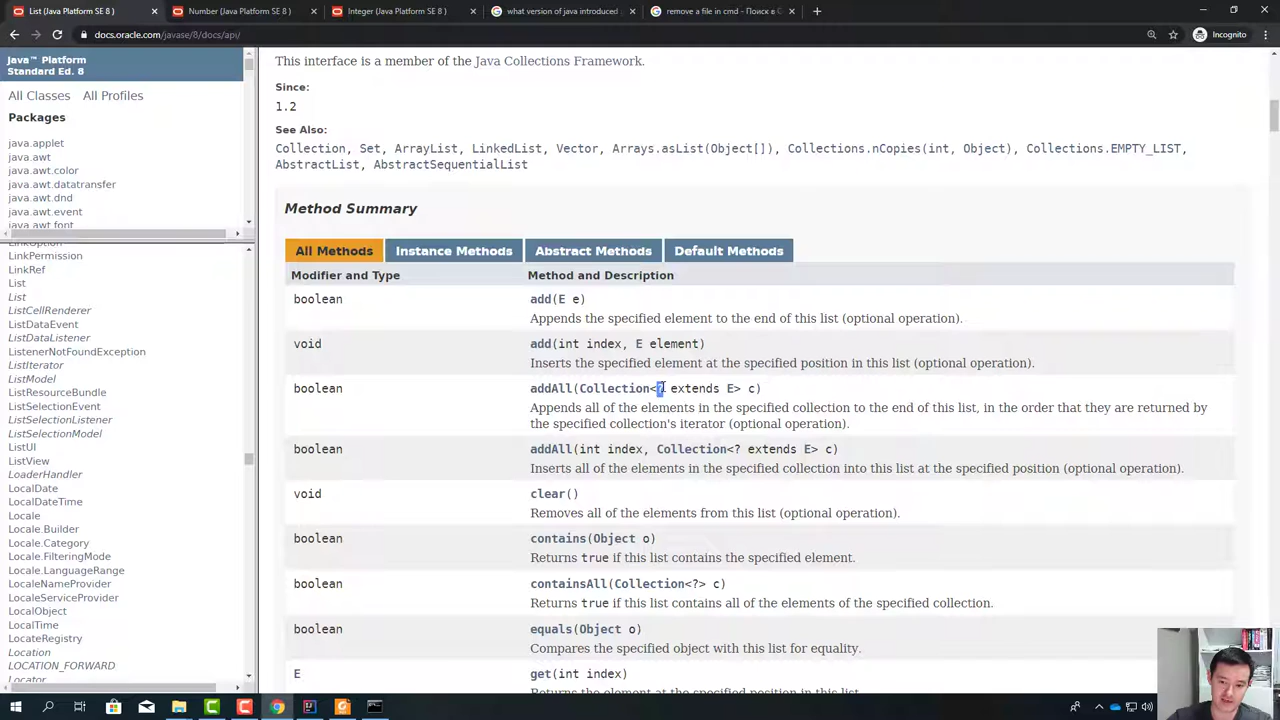 List (Java Platform SE 8 )
Number (Java Platform SE 8 )
Integer (Java Platform SE 8 )
what version of java introduced
remove a file in cmd - Поиск в G
docs.oracle.com/javase/8/docs/api/
Incognito
Java™ Platform
Standard Ed. 8
All Classes All Profiles
Packages
java.applet
java.awt
java.awt.color
java.awt.datatransfer
java.awt.dnd
java.awt.event
java.awt.font
LinkOption
LinkPermission
LinkRef
List
List
ListCellRenderer
ListDataEvent
ListDataListener
ListenerNotFoundException
ListIterator
ListModel
ListResourceBundle
ListSelectionEvent
ListSelectionListener
ListSelectionModel
ListUI
ListView
LoaderHandler
LocalDate
LocalDateTime
Locale
Locale.Builder
Locale.Category
Locale.FilteringMode
Locale.LanguageRange
LocaleNameProvider
LocaleServiceProvider
LocalObject
LocalTime
LocateRegistry
Location
LOCATION_FORWARD
Locator
This interface is a member of the Java Collections Framework.
Since:
1.2
See Also:
Collection, Set, ArrayList, LinkedList, Vector, Arrays.asList(Object[]), Collections.nCopies(int, Object), Collections.EMPTY_LIST,
AbstractList, AbstractSequentialList
Method Summary
All Methods Instance Methods Abstract Methods Default Methods
Modifier and Type Method and Description
boolean add(E e)
Appends the specified element to the end of this list (optional operation).
void add(int index, E element)
Inserts the specified element at the specified position in this list (optional operation).
boolean addAll(Collection<? extends E> c)
Appends all of the elements in the specified collection to the end of this list, in the order that they are returned by
the specified collection's iterator (optional operation).
boolean addAll(int index, Collection<? extends E> c)
Inserts all of the elements in the specified collection into this list at the specified position (optional operation).
void clear()
Removes all of the elements from this list (optional operation).
boolean contains(Object o)
Returns true if this list contains the specified element.
boolean containsAll(Collection<?> c)
Returns true if this list contains all of the elements of the specified collection.
boolean equals(Object o)
Compares the specified object with this list for equality.
E get(int index)
Returns the element at the specified position in this list.